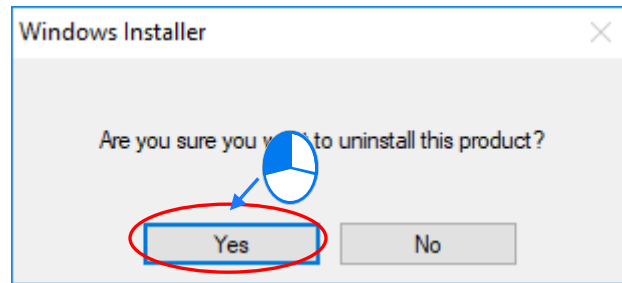 Windows Installer
Are you sure you w to uninstall this product?
Yes
No